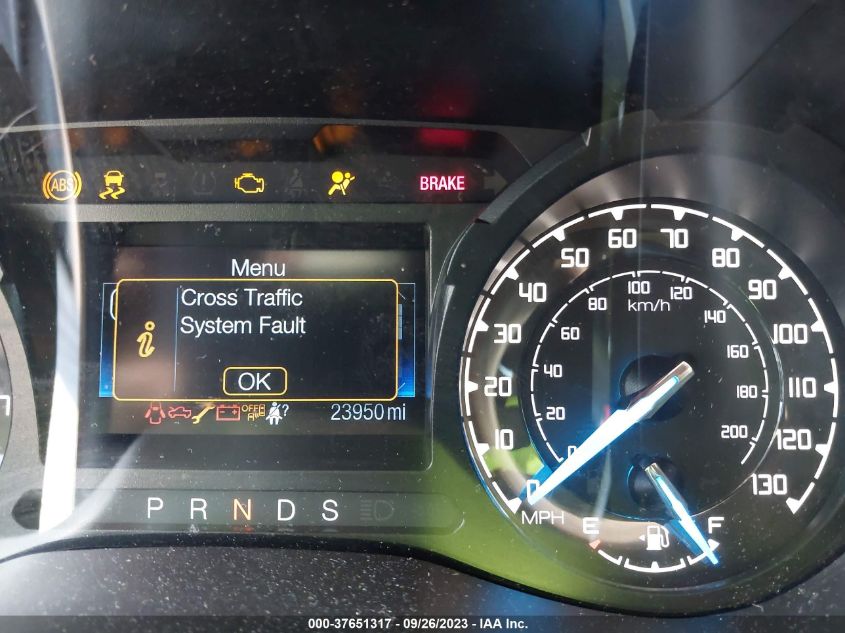 ABS
BRAKE
Menu
Cross Traffic
System Fault
i
OK
OFF
?
23950 mi
P R N D S
0 10 20 30 40 50 60 70 80 90 100 110 120 130
MPH
0 20 40 60 80 100 120 140 160 180 200
km/h
E F
000-37651317 - 09/26/2023 - IAA Inc.